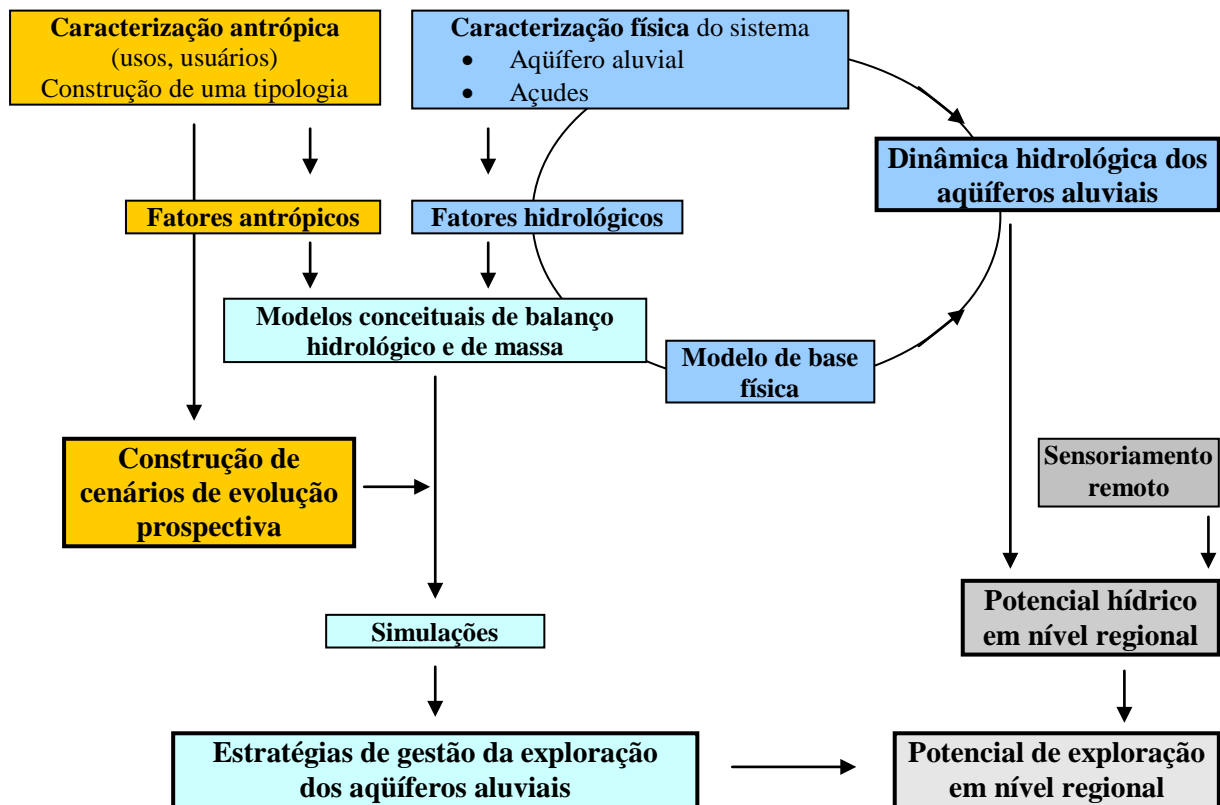 Caracterização antrópica
(usos, usuários)
Construção de uma tipologia
Caracterização física do sistema
• Aqüífero aluvial
• Açudes
Dinâmica hidrológica dos
aqüíferos aluviais
Fatores antrópicos
Fatores hidrológicos
Modelos conceituais de balanço
hidrológico e de massa
Modelo de base
física
Construção de
cenários de evolução
prospectiva
Sensoriamento
remoto
Potencial hídrico
em nível regional
Simulações
Estratégias de gestão da exploração
dos aqüíferos aluviais
Potencial de exploração
em nível regional